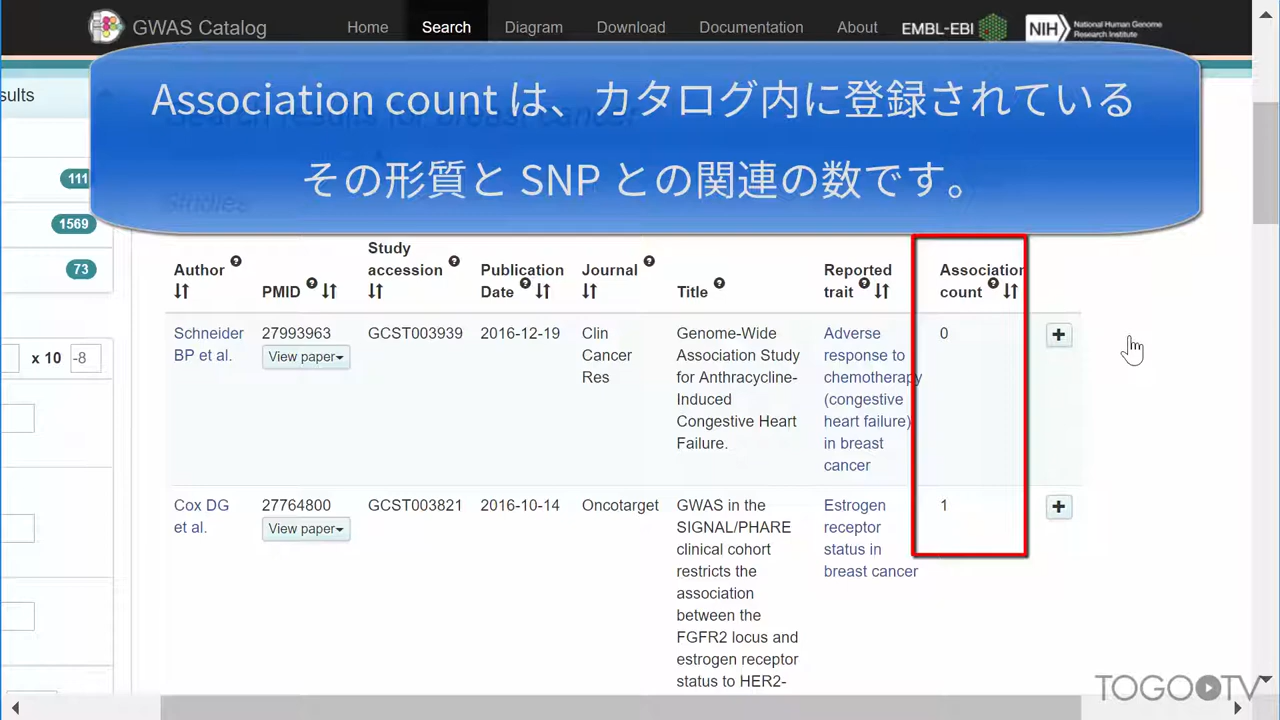 GWAS Catalog
Home Search Diagram Download Documentation About EMBL-EBI NIH National Human Genome Research Institute
Association count は、カタログ内に登録されている
その形質と SNP との関連の数です。
sults
111
1569
73
x 10 -8
Studies
Author PMID Study accession Publication Date Journal Title Reported trait Association count
Schneider BP et al.
27993963
View paper
GCST003939
2016-12-19
Clin Cancer Res
Genome-Wide
Association Study
for Anthracycline-
Induced
Congestive Heart
Failure.
Adverse
response to
chemotherapy
(congestive
heart failure)
in breast
cancer
0
Cox DG et al.
27764800
View paper
GCST003821
2016-10-14
Oncotarget
GWAS in the
SIGNAL/PHARE
clinical cohort
restricts the
association
between the
FGFR2 locus and
estrogen receptor
status to HER2-
Estrogen
receptor
status in
breast cancer
1
TOGOTV